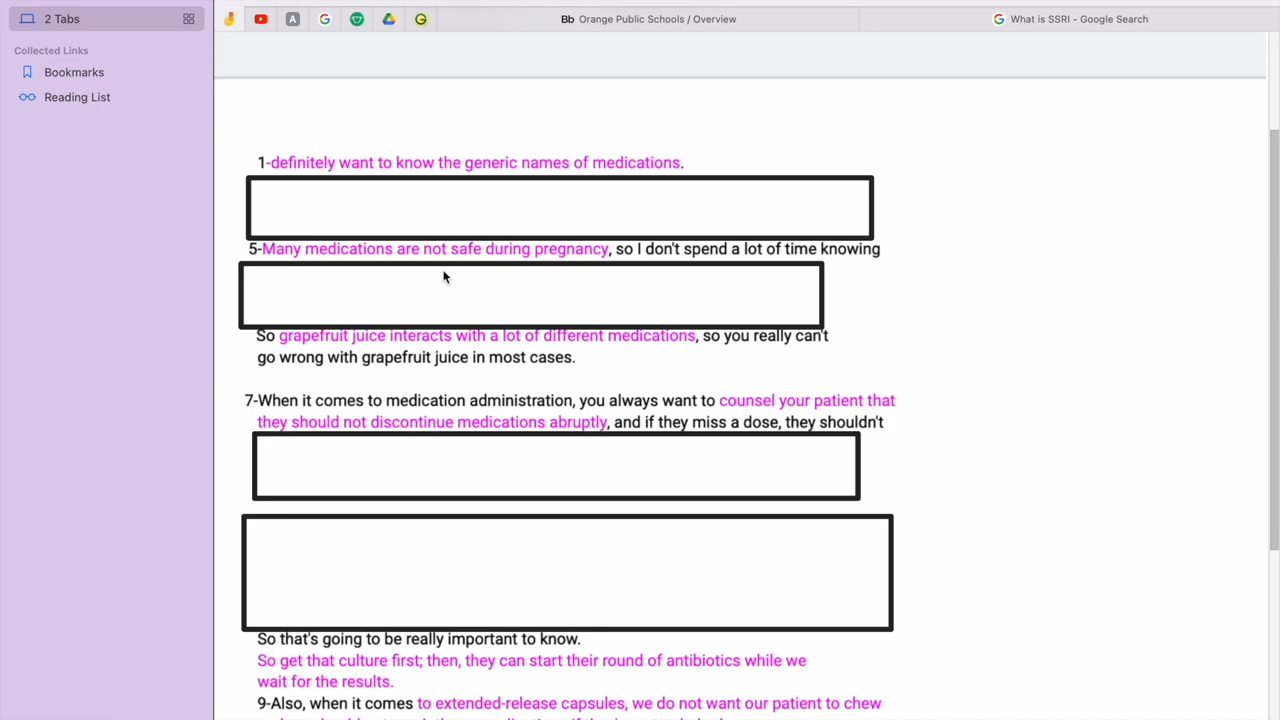 2 Tabs
Collected Links
Bookmarks
Reading List
A
G
Bb Orange Public Schools / Overview
G What is SSRI - Google Search
1-definitely want to know the generic names of medications.
5-Many medications are not safe during pregnancy, so I don't spend a lot of time knowing
So grapefruit juice interacts with a lot of different medications, so you really can't
go wrong with grapefruit juice in most cases.
7-When it comes to medication administration, you always want to counsel your patient that
they should not discontinue medications abruptly, and if they miss a dose, they shouldn't
So that's going to be really important to know.
So get that culture first; then, they can start their round of antibiotics while we
wait for the results.
9-Also, when it comes to extended-release capsules, we do not want our patient to chew